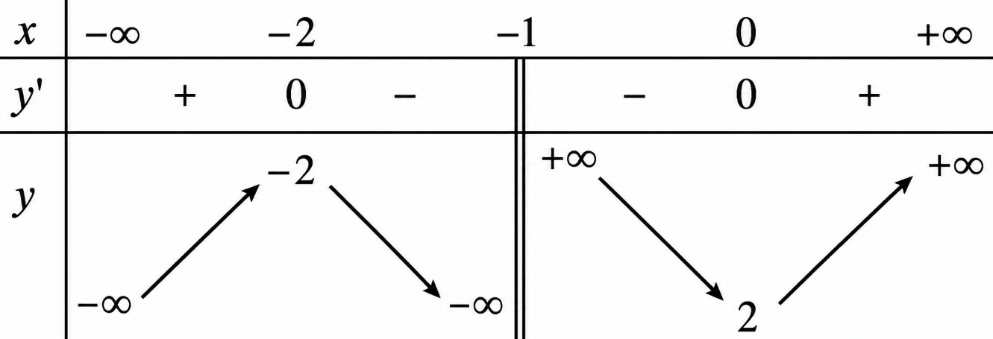 x −∞ −2 −1 0 +∞
y' + 0 − − 0 +
y −∞ −2 −∞ +∞ 2 +∞